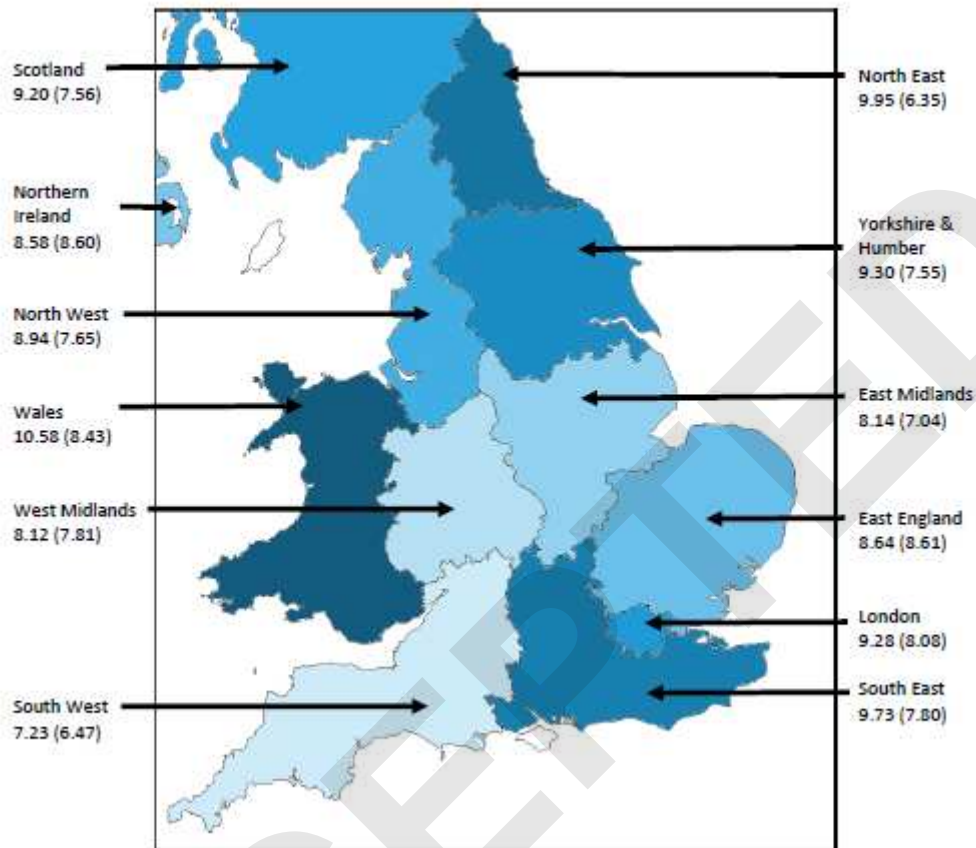 Scotland
9.20 (7.56)
Northern
Ireland
8.58 (8.60)
North West
8.94 (7.65)
Wales
10.58 (8.43)
West Midlands
8.12 (7.81)
South West
7.23 (6.47)
North East
9.95 (6.35)
Yorkshire &
Humber
9.30 (7.55)
East Midlands
8.14 (7.04)
East England
8.64 (8.61)
London
9.28 (8.08)
South East
9.73 (7.80)